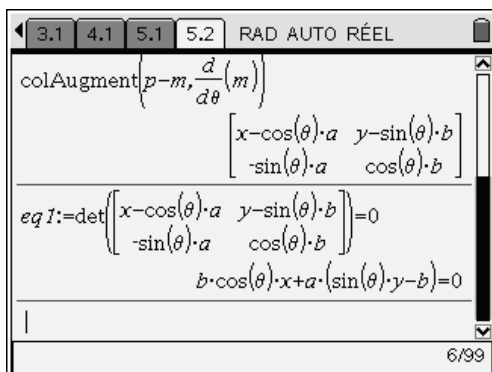 3.1 4.1 5.1 5.2 RAD AUTO RÉEL
colAugment(p-m, d/dθ(m))
[x-cos(θ)·a y-sin(θ)·b
-sin(θ)·a cos(θ)·b]
eq1:=det([x-cos(θ)·a y-sin(θ)·b
-sin(θ)·a cos(θ)·b])=0
b·cos(θ)·x+a·(sin(θ)·y-b)=0
6/99